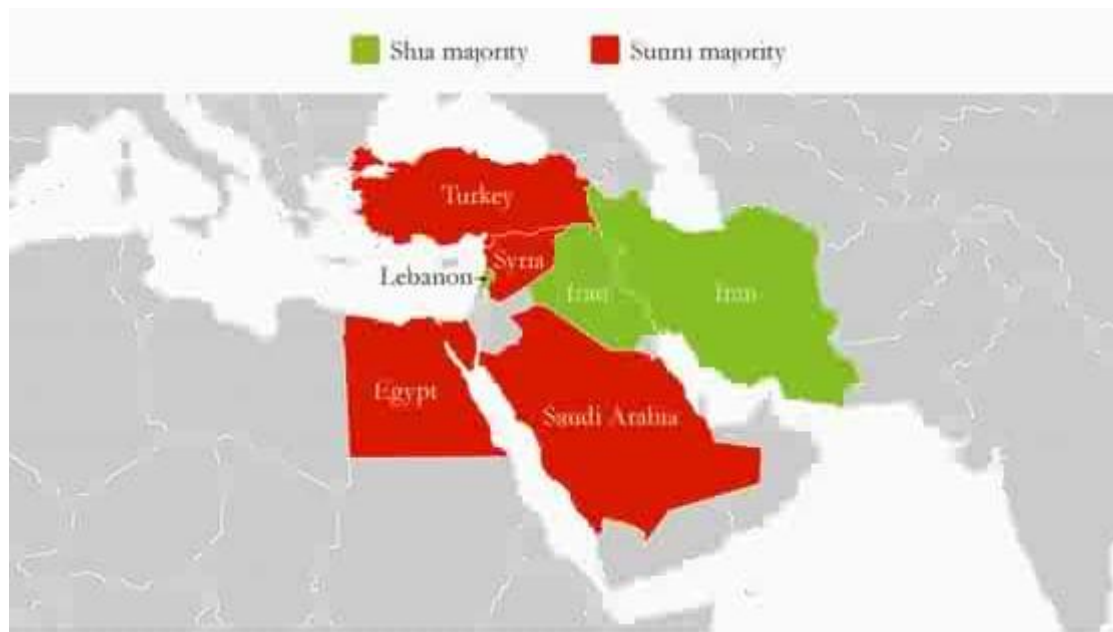 Shia majority
Sunni majority
Turkey
Syria
Lebanon
Iraq
Iran
Egypt
Saudi Arabia